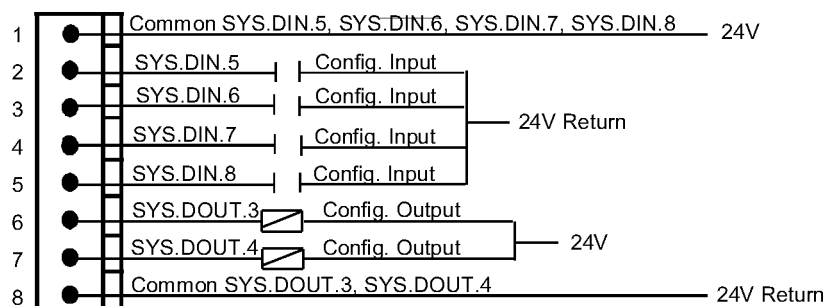 1 Common SYS.DIN.5, SYS.DIN.6, SYS.DIN.7, SYS.DIN.8 24V
2 SYS.DIN.5 Config. Input
3 SYS.DIN.6 Config. Input
24V Return
4 SYS.DIN.7 Config. Input
5 SYS.DIN.8 Config. Input
6 SYS.DOUT.3 Config. Output
24V
7 SYS.DOUT.4 Config. Output
8 Common SYS.DOUT.3, SYS.DOUT.4 24V Return